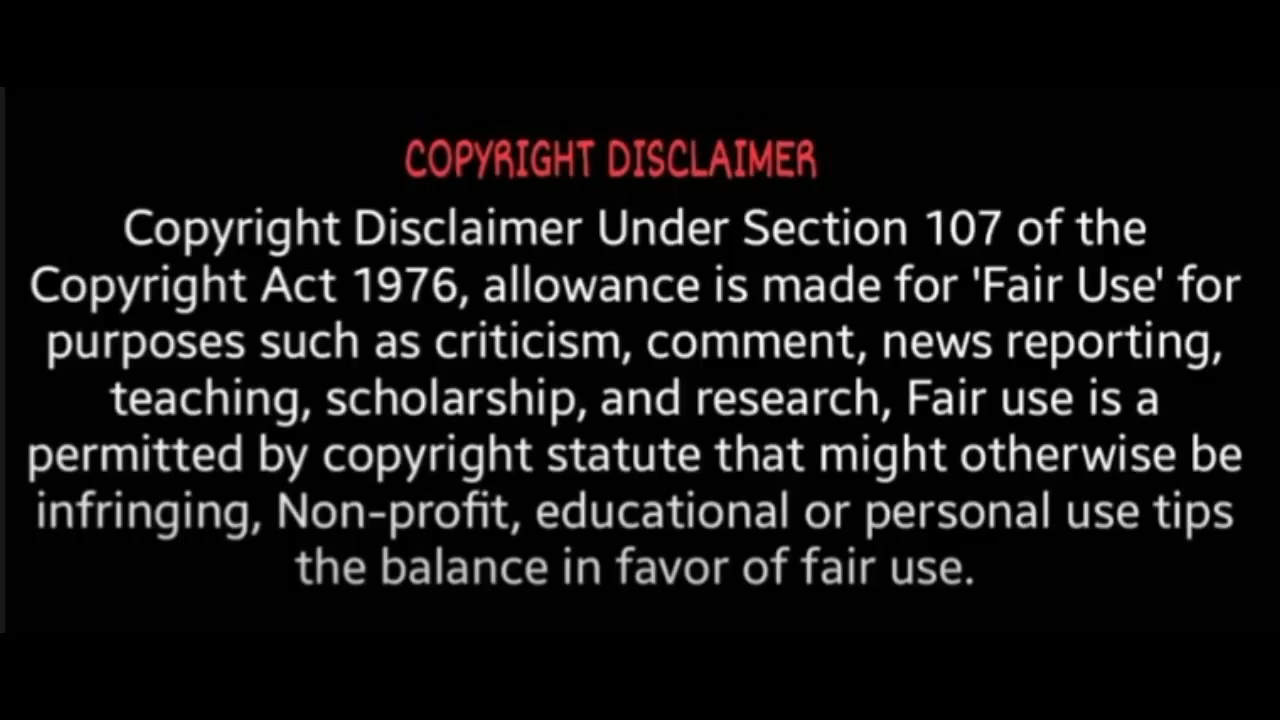 COPYRIGHT DISCLAIMER
Copyright Disclaimer Under Section 107 of the
Copyright Act 1976, allowance is made for 'Fair Use' for
purposes such as criticism, comment, news reporting,
teaching, scholarship, and research, Fair use is a
permitted by copyright statute that might otherwise be
infringing, Non-profit, educational or personal use tips
the balance in favor of fair use.